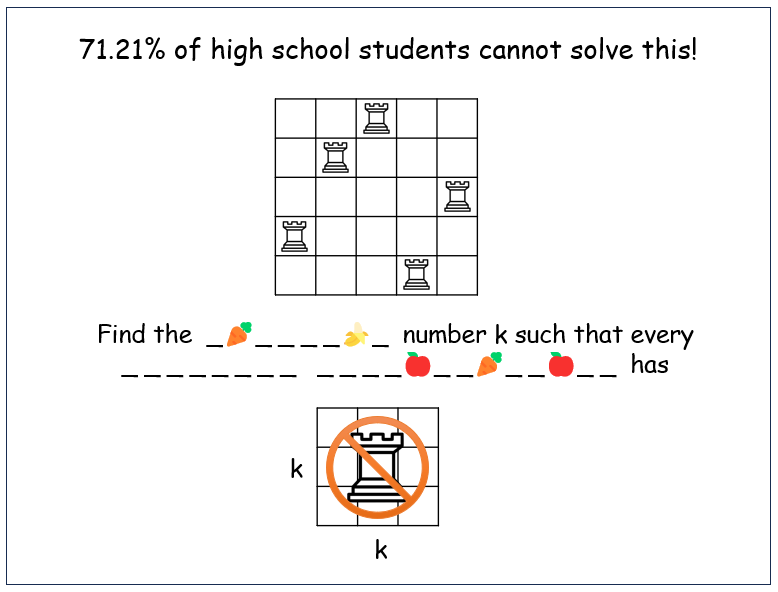 71.21% of high school students cannot solve this!
Find the _🥕_ _ _ _🍌_ number k such that every
_ _ _ _ _ _ _ _ _ _ _ _🍎_ _🥕_ _🍎_ _ has
k
k